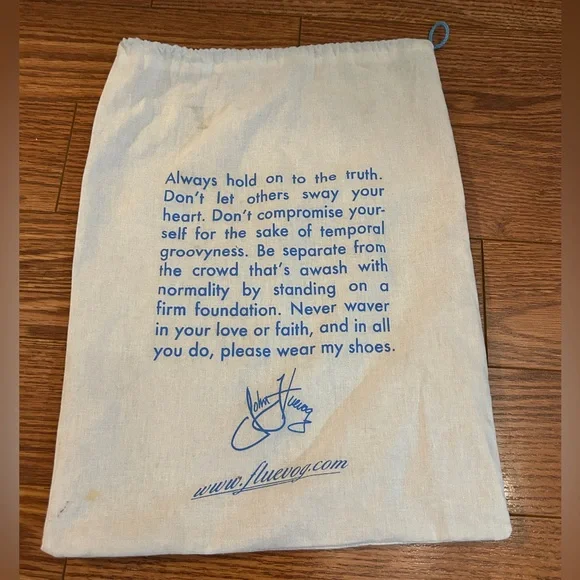 Always hold on to the truth.
Don't let others sway your
heart. Don't compromise your-
self for the sake of temporal
groovyness. Be separate from
the crowd that's awash with
normality by standing on a
firm foundation. Never waver
in your love or faith, and in all
you do, please wear my shoes.
John Fluevog
www.fluevog.com